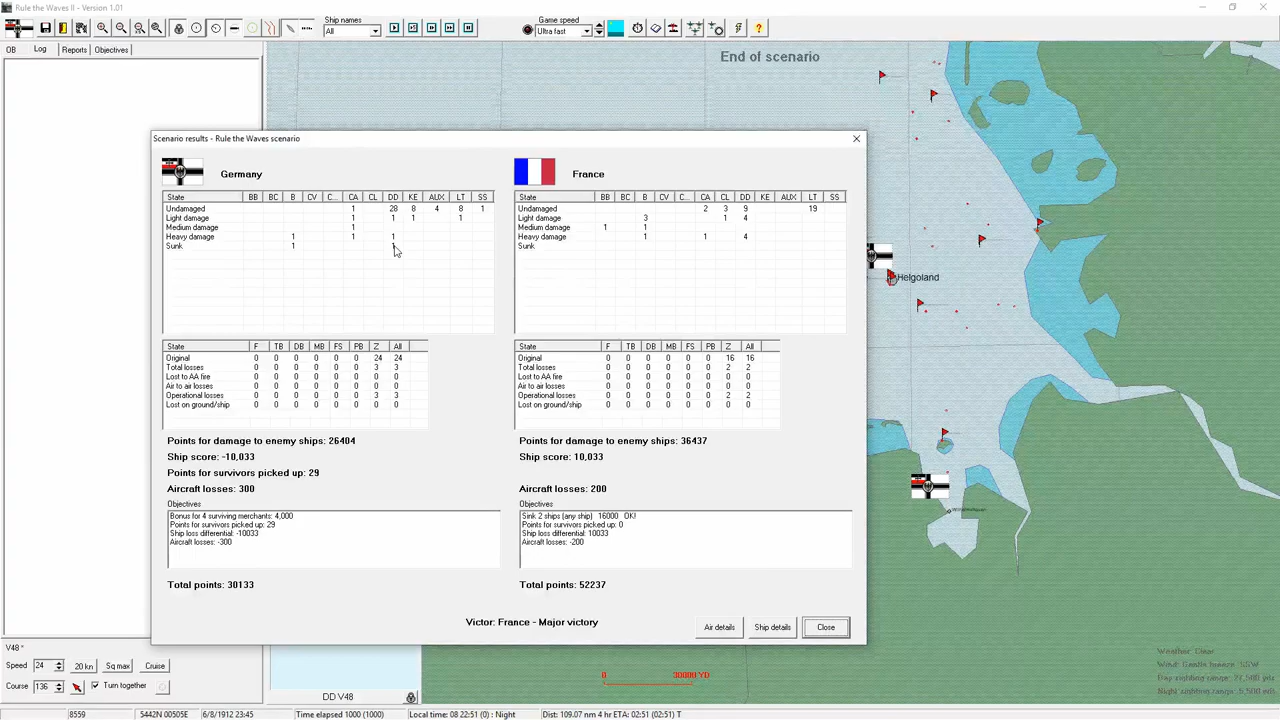 Rule the Waves II - Version 1.01
Ship names
All
Game speed
Ultra fast
OB Log Reports Objectives
End of scenario
Scenario results - Rule the Waves scenario
Germany
State BB BC B CV C... CA CL DD KE AUX LT SS
Undamaged 1 28 8 4 8 1
Light damage 1 1 1 1
Medium damage 1
Heavy damage 1 1 1
Sunk 1 1
State F TB DB MB FS PB Z All
Original 0 0 0 0 0 0 24 24
Total losses 0 0 0 0 0 0 3 3
Lost to AA fire 0 0 0 0 0 0 0 0
Air to air losses 0 0 0 0 0 0 0 0
Operational losses 0 0 0 0 0 0 3 3
Lost on ground/ship 0 0 0 0 0 0 0 0
Points for damage to enemy ships: 26404
Ship score: -10,033
Points for survivors picked up: 29
Aircraft losses: 300
Objectives
Bonus for 4 surviving merchants: 4,000
Points for survivors picked up: 29
Ship loss differential: -10033
Aircraft losses: -300
Total points: 30133
France
State BB BC B CV C... CA CL DD KE AUX LT SS
Undamaged 2 3 9 19
Light damage 3 1 4
Medium damage 1 1
Heavy damage 1 1 4
Sunk
State F TB DB MB FS PB Z All
Original 0 0 0 0 0 0 16 16
Total losses 0 0 0 0 0 0 2 2
Lost to AA fire 0 0 0 0 0 0 0 0
Air to air losses 0 0 0 0 0 0 0 0
Operational losses 0 0 0 0 0 0 2 2
Lost on ground/ship 0 0 0 0 0 0 0 0
Points for damage to enemy ships: 36437
Ship score: 10,033
Aircraft losses: 200
Objectives
Sink 2 ships (any ship) 16000 OK!
Points for survivors picked up: 0
Ship loss differential: 10033
Aircraft losses: -200
Total points: 52237
Victor: France - Major victory
Air details Ship details Close
Helgoland
V48 *
Speed 24 20 kn Sq max Cruise
Course 136 Turn together
DD V48
0 30000 YD
Weather: Clear
Wind: Gentle breeze SSW
Day sighting range: 27,500 yds
8559 5442N 00505E 6/8/1912 23:45 Time elapsed 1000 (1000) Local time: 08 22:51 (0) : Night Dist: 109.07 nm 4 hr ETA: 02:51 (02:51) T